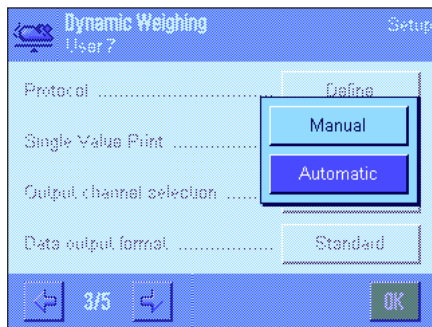 Dynamic Weighing
Setup
User 7
Protocol
Define
Manual
Single Value Print
Automatic
Output channel selection
Data output format
Standard
3/5
OK